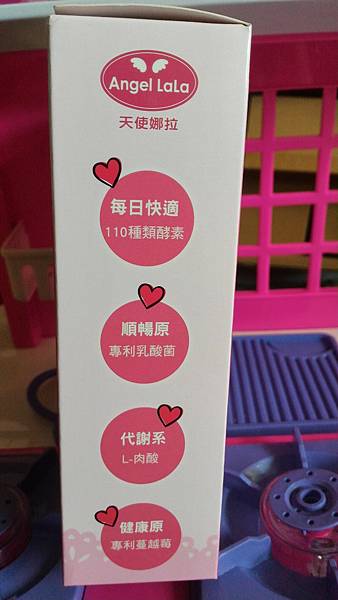 Angel LaLa
天使娜拉
每日快適
110種類酵素
順暢原
專利乳酸菌
代謝系
L-肉酸
健康原
專利蔓越莓